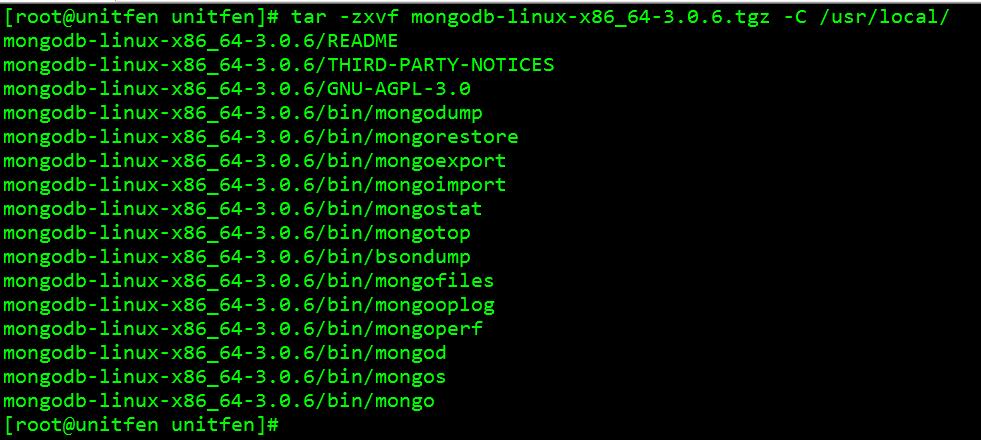 [root@unitfen unitfen]# tar -zxvf mongodb-linux-x86_64-3.0.6.tgz -C /usr/local/
mongodb-linux-x86_64-3.0.6/README
mongodb-linux-x86_64-3.0.6/THIRD-PARTY-NOTICES
mongodb-linux-x86_64-3.0.6/GNU-AGPL-3.0
mongodb-linux-x86_64-3.0.6/bin/mongodump
mongodb-linux-x86_64-3.0.6/bin/mongorestore
mongodb-linux-x86_64-3.0.6/bin/mongoexport
mongodb-linux-x86_64-3.0.6/bin/mongoimport
mongodb-linux-x86_64-3.0.6/bin/mongostat
mongodb-linux-x86_64-3.0.6/bin/mongotop
mongodb-linux-x86_64-3.0.6/bin/bsondump
mongodb-linux-x86_64-3.0.6/bin/mongofiles
mongodb-linux-x86_64-3.0.6/bin/mongooplog
mongodb-linux-x86_64-3.0.6/bin/mongoperf
mongodb-linux-x86_64-3.0.6/bin/mongod
mongodb-linux-x86_64-3.0.6/bin/mongos
mongodb-linux-x86_64-3.0.6/bin/mongo
[root@unitfen unitfen]#